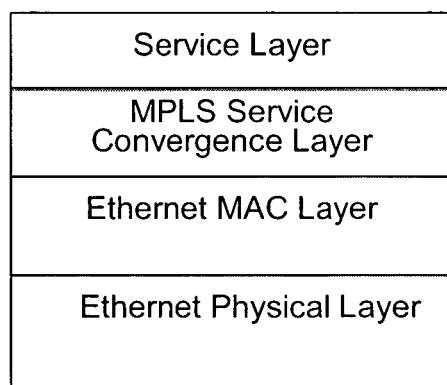 Service Layer
MPLS Service
Convergence Layer
Ethernet MAC Layer
Ethernet Physical Layer